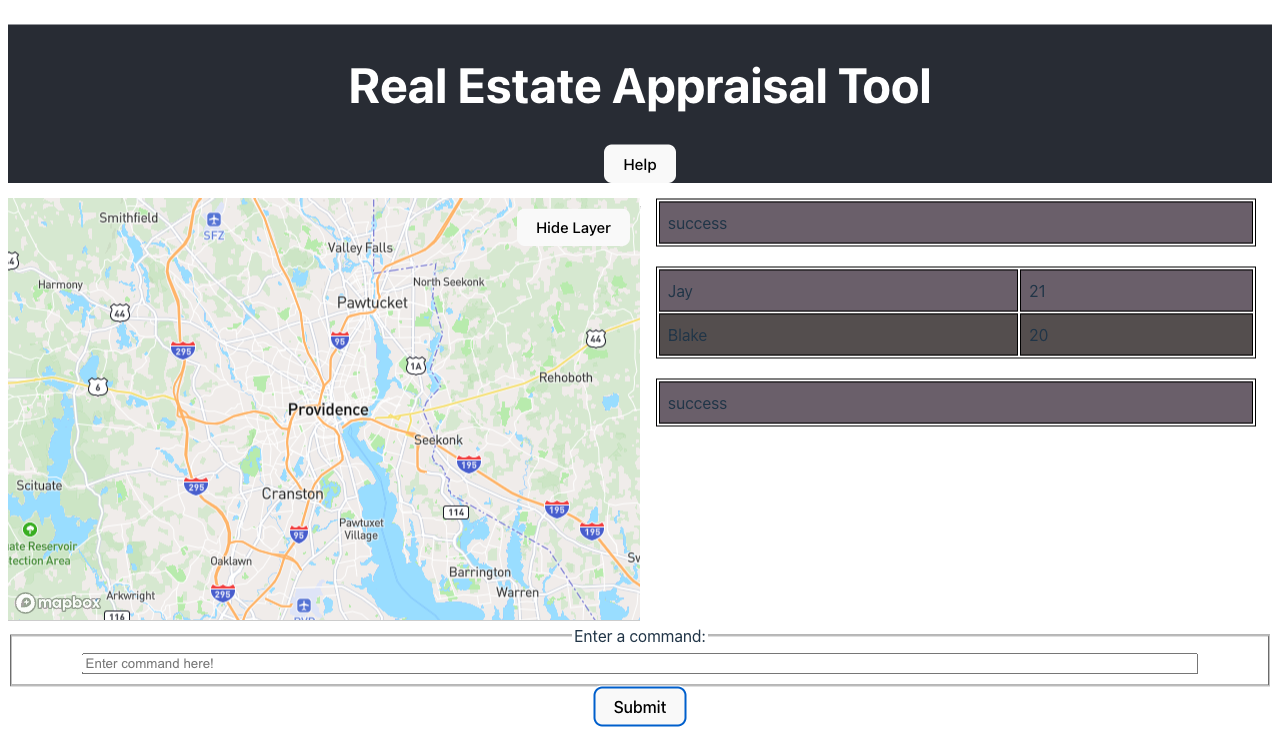 Real Estate Appraisal Tool
Help
Smithfield
SFZ
Hide Layer
Valley Falls
Harmony
North Seekonk
44
Pawtucket
95
295
44
1A
6
Rehoboth
Providence
Seekonk
195
Scituate
295
Cranston
114
195
Pawtuxet
Village
95
195
ate Reservoir
tection Area
Oaklawn
Barrington
Warren
295
Arkwright
mapbox
116
success
Jay 21
Blake 20
success
Enter a command:
Enter command here!
Submit